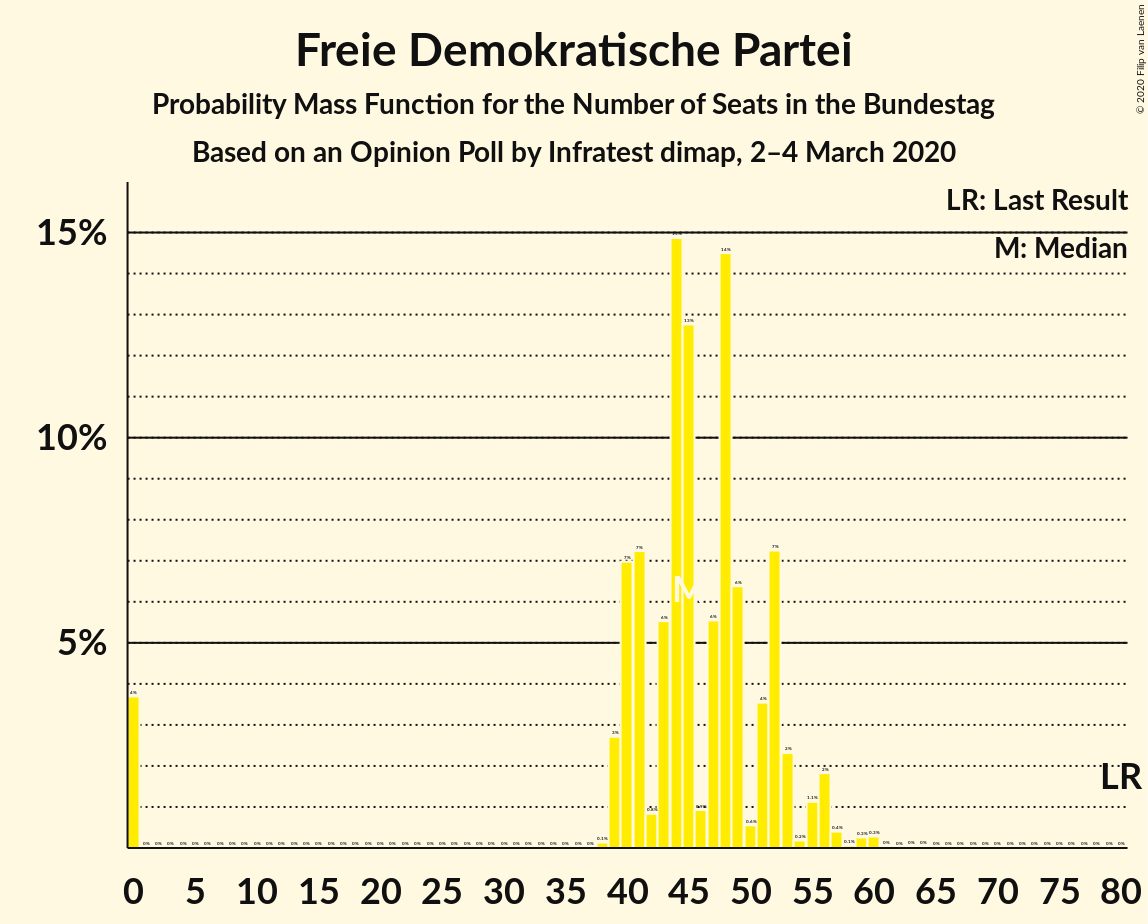 Freie Demokratische Partei
Probability Mass Function for the Number of Seats in the Bundestag
Based on an Opinion Poll by Infratest dimap, 2–4 March 2020
© 2020 Filip van Laenen
LR: Last Result
M: Median
15%
10%
5%
M
LR
0 5 10 15 20 25 30 35 40 45 50 55 60 65 70 75 80